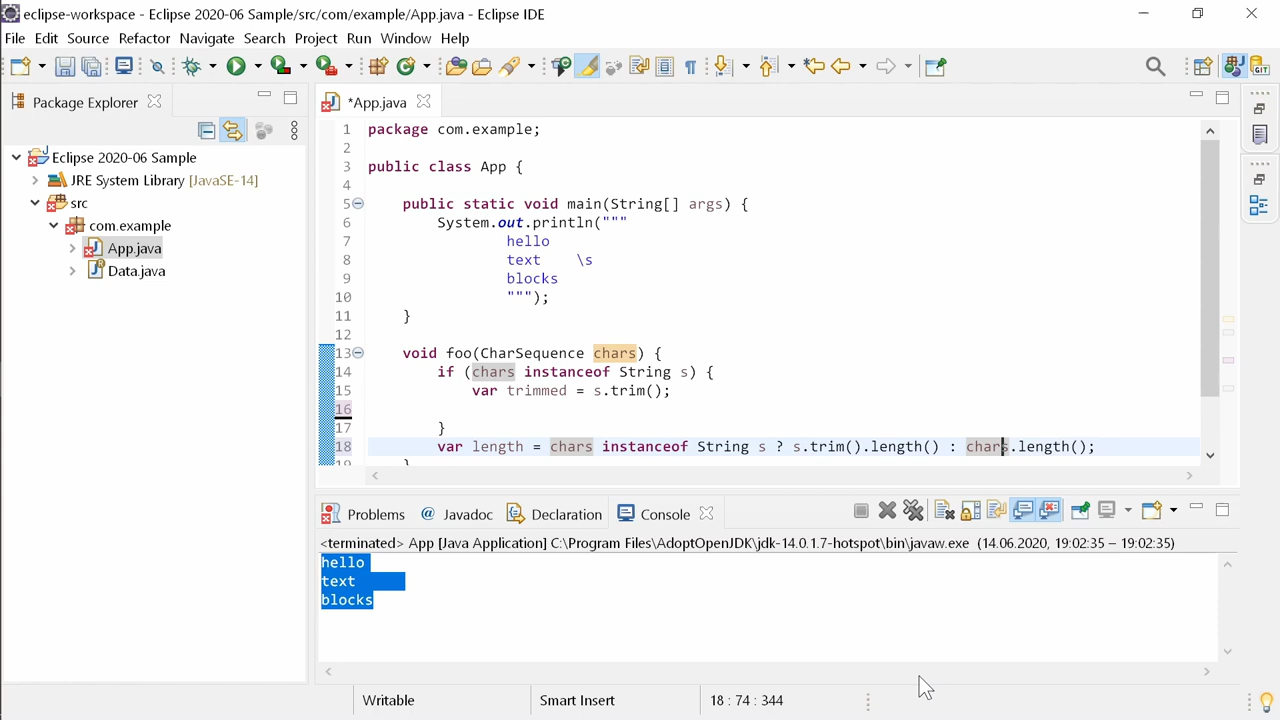 eclipse-workspace - Eclipse 2020-06 Sample/src/com/example/App.java - Eclipse IDE
File Edit Source Refactor Navigate Search Project Run Window Help
Package Explorer
Eclipse 2020-06 Sample
JRE System Library [JavaSE-14]
src
com.example
App.java
Data.java
*App.java
1 package com.example;
2
3 public class App {
4
5 public static void main(String[] args) {
6 System.out.println("""
7 hello
8 text    \s
9 blocks
10 """);
11 }
12
13 void foo(CharSequence chars) {
14 if (chars instanceof String s) {
15 var trimmed = s.trim();
16
17 }
18 var length = chars instanceof String s ? s.trim().length() : chars.length();
19 }
Problems @ Javadoc Declaration Console
<terminated> App [Java Application] C:\Program Files\AdoptOpenJDK\jdk-14.0.1.7-hotspot\bin\javaw.exe (14.06.2020, 19:02:35 – 19:02:35)
hello
text
blocks
Writable Smart Insert 18 : 74 : 344